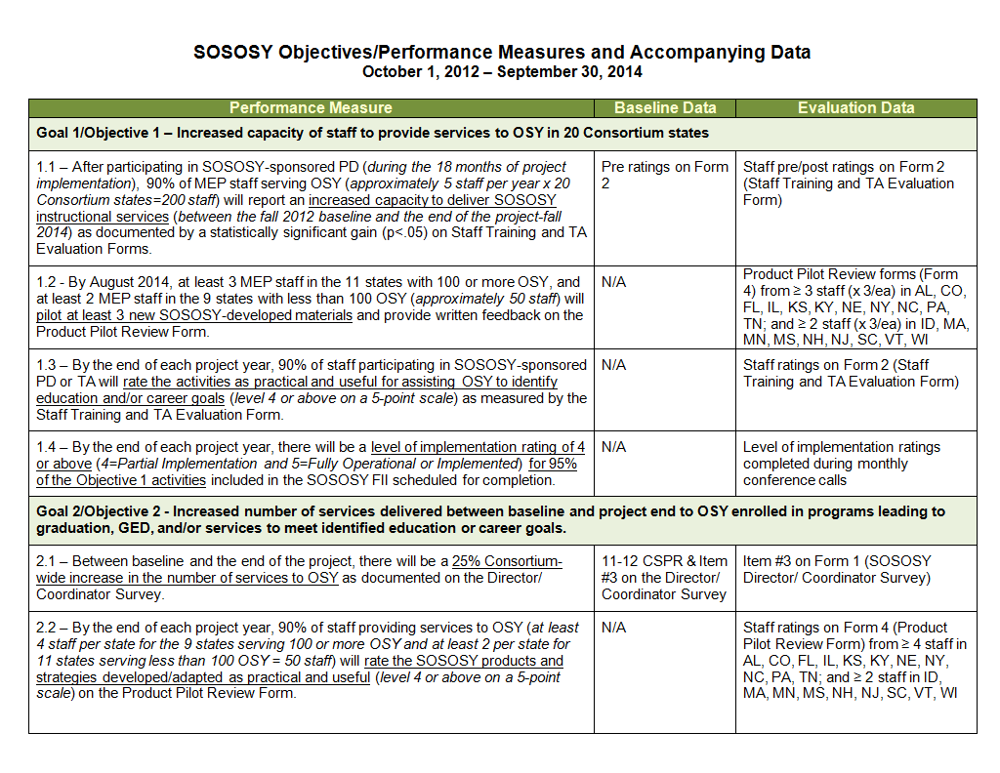 SOSOSY Objectives/Performance Measures and Accompanying Data
October 1, 2012 – September 30, 2014
Performance Measure
Baseline Data
Evaluation Data
Goal 1/Objective 1 – Increased capacity of staff to provide services to OSY in 20 Consortium states
1.1 – After participating in SOSOSY-sponsored PD (during the 18 months of project
implementation), 90% of MEP staff serving OSY (approximately 5 staff per year x 20
Consortium states=200 staff) will report an increased capacity to deliver SOSOSY
instructional services (between the fall 2012 baseline and the end of the project-fall
2014) as documented by a statistically significant gain (p<.05) on Staff Training and TA
Evaluation Forms.
Pre ratings on Form
2
Staff pre/post ratings on Form 2
(Staff Training and TA Evaluation
Form)
1.2 - By August 2014, at least 3 MEP staff in the 11 states with 100 or more OSY, and
at least 2 MEP staff in the 9 states with less than 100 OSY (approximately 50 staff) will
pilot at least 3 new SOSOSY-developed materials and provide written feedback on the
Product Pilot Review Form.
N/A
Product Pilot Review forms (Form
4) from ≥ 3 staff (x 3/ea) in AL, CO,
FL, IL, KS, KY, NE, NY, NC, PA,
TN; and ≥ 2 staff (x 3/ea) in ID, MA,
MN, MS, NH, NJ, SC, VT, WI
1.3 – By the end of each project year, 90% of staff participating in SOSOSY-sponsored
PD or TA will rate the activities as practical and useful for assisting OSY to identify
education and/or career goals (level 4 or above on a 5-point scale) as measured by the
Staff Training and TA Evaluation Form.
N/A
Staff ratings on Form 2 (Staff
Training and TA Evaluation Form)
1.4 – By the end of each project year, there will be a level of implementation rating of 4
or above (4=Partial Implementation and 5=Fully Operational or Implemented) for 95%
of the Objective 1 activities included in the SOSOSY FII scheduled for completion.
N/A
Level of implementation ratings
completed during monthly
conference calls
Goal 2/Objective 2 - Increased number of services delivered between baseline and project end to OSY enrolled in programs leading to
graduation, GED, and/or services to meet identified education or career goals.
2.1 – Between baseline and the end of the project, there will be a 25% Consortium-
wide increase in the number of services to OSY as documented on the Director/
Coordinator Survey.
11-12 CSPR & Item
#3 on the Director/
Coordinator Survey
Item #3 on Form 1 (SOSOSY
Director/ Coordinator Survey)
2.2 – By the end of each project year, 90% of staff providing services to OSY (at least
4 staff per state for the 9 states serving 100 or more OSY and at least 2 per state for
11 states serving less than 100 OSY = 50 staff) will rate the SOSOSY products and
strategies developed/adapted as practical and useful (level 4 or above on a 5-point
scale) on the Product Pilot Review Form.
N/A
Staff ratings on Form 4 (Product
Pilot Review Form) from ≥ 4 staff in
AL, CO, FL, IL, KS, KY, NE, NY,
NC, PA, TN; and ≥ 2 staff in ID,
MA, MN, MS, NH, NJ, SC, VT, WI